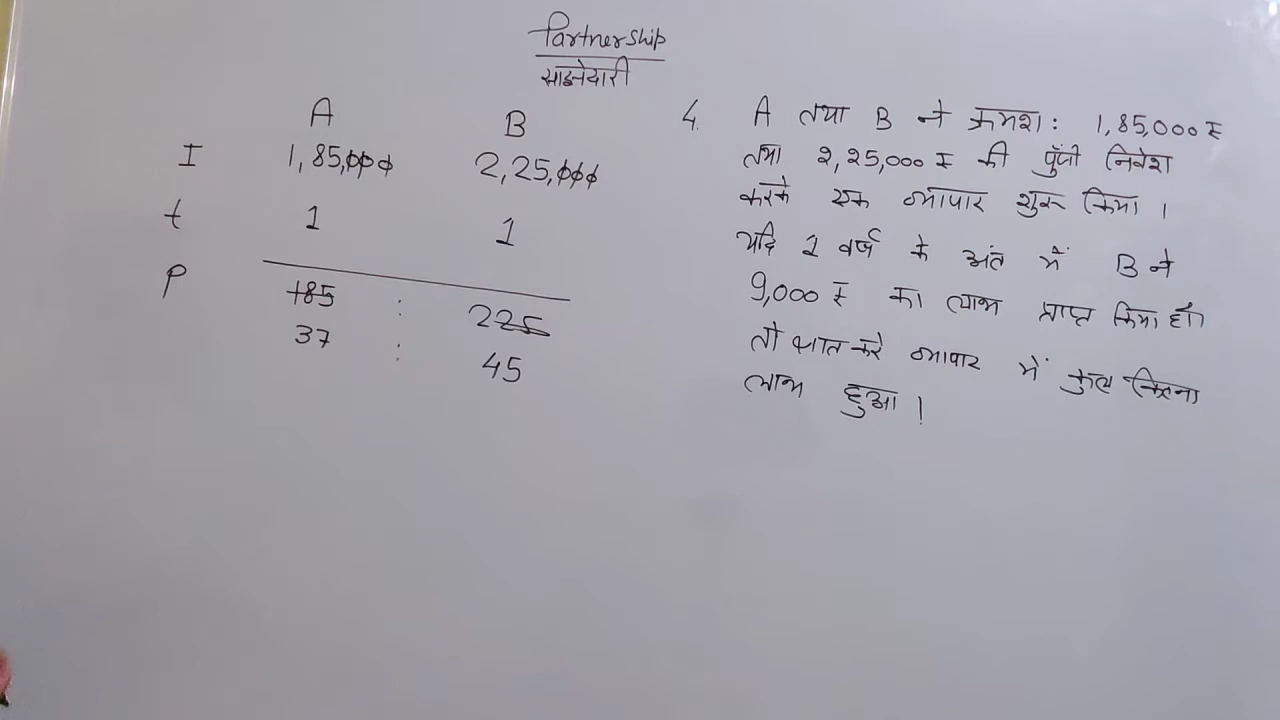 Partnership
साझेदारी
A B
I 1,85,000 2,25,000
t 1 1
P 185 : 225
37 : 45
4. A तथा B ने क्रमश: 1,85,000 ₹
तथा 2,25,000 ₹ की पूँजी निवेश
करके एक व्यापार शुरू किया ।
यदि 1 वर्ष के अंत में B ने
9,000 ₹ का लाभ प्राप्त किया हो।
तो ज्ञात करे व्यापार में कुल कितना
लाभ हुआ ।